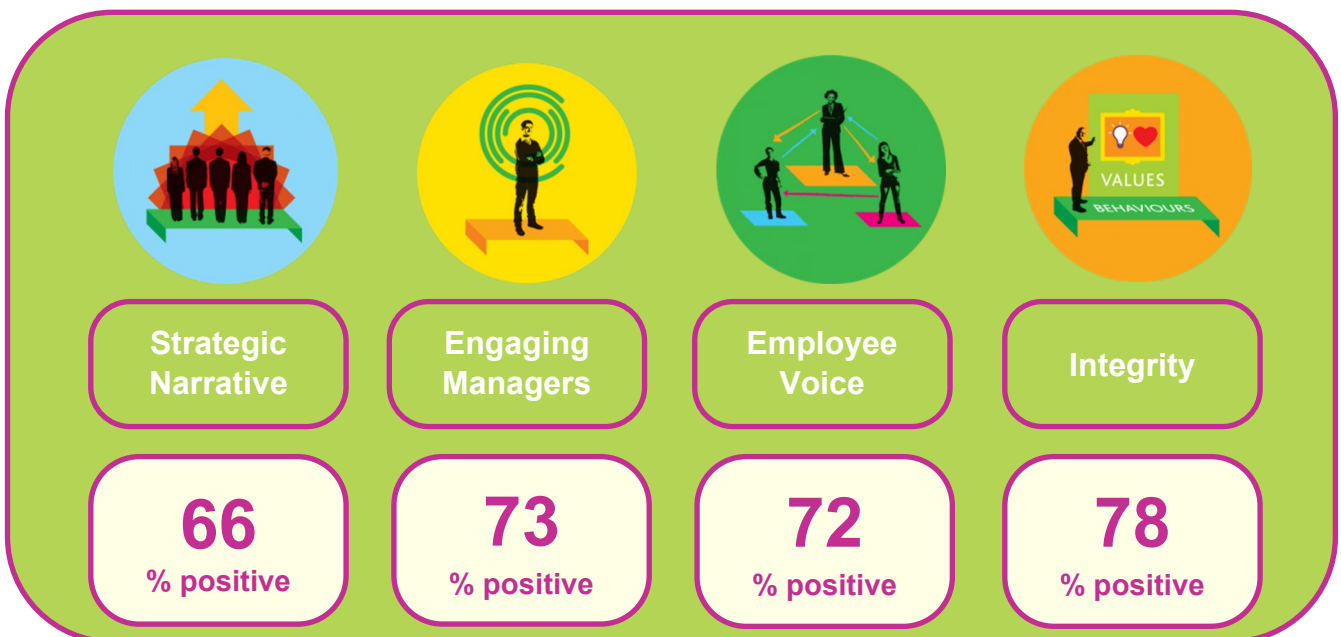 VALUES
BEHAVIOURS
Strategic
Narrative
Engaging
Managers
Employee
Voice
Integrity
66
% positive
73
% positive
72
% positive
78
% positive